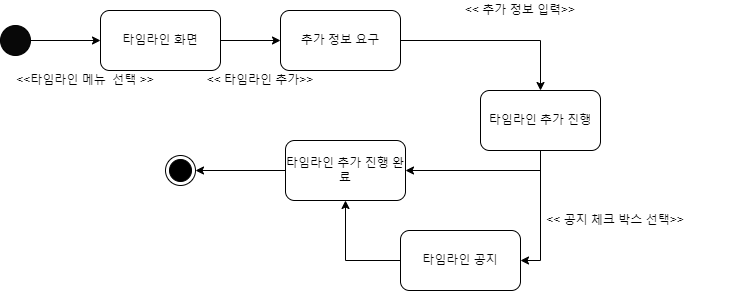 << 추가 정보 입력>>
타임라인 화면
추가 정보 요구
<<타임라인 메뉴  선택 >>
<< 타임라인 추가>>
타임라인 추가 진행
타임라인 추가 진행 완
료
<< 공지 체크 박스 선택>>
타임라인 공지